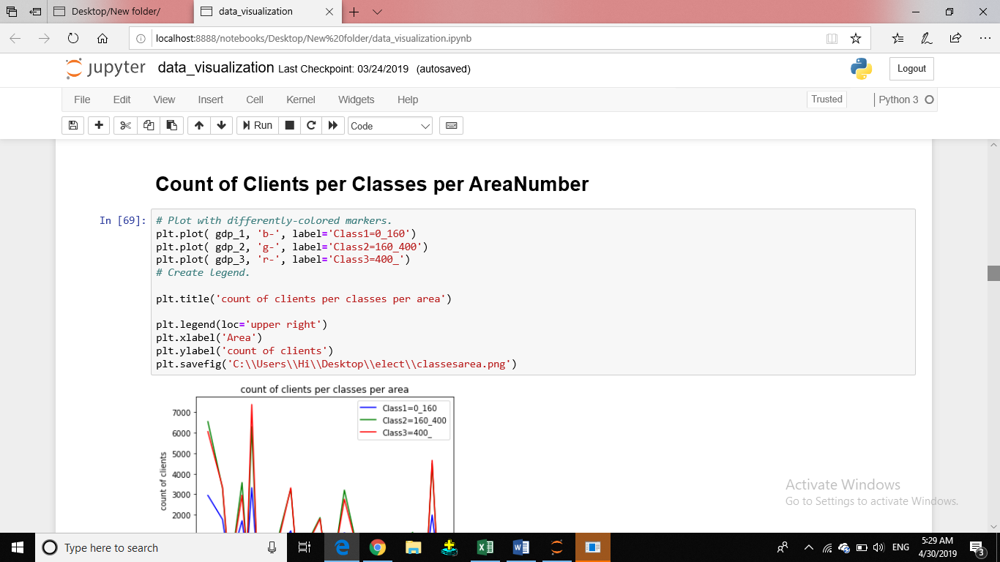 Desktop/New folder/
data_visualization
localhost:8888/notebooks/Desktop/New%20folder/data_visualization.ipynb
jupyter data_visualization Last Checkpoint: 03/24/2019 (autosaved)
Logout
File Edit View Insert Cell Kernel Widgets Help
Trusted
Python 3
Run
Code
Count of Clients per Classes per AreaNumber
In [69]:
# Plot with differently-colored markers.
plt.plot( gdp_1, 'b-', label='Class1=0_160')
plt.plot( gdp_2, 'g-', label='Class2=160_400')
plt.plot( gdp_3, 'r-', label='Class3=400_')
# Create legend.
plt.title('count of clients per classes per area')
plt.legend(loc='upper right')
plt.xlabel('Area')
plt.ylabel('count of clients')
plt.savefig('C:\\Users\\Hi\\Desktop\\elect\\classesarea.png')
count of clients per classes per area
Class1=0_160
Class2=160_400
Class3=400_
7000
6000
5000
4000
3000
2000
count of clients
Activate Windows
Go to Settings to activate Windows.
Type here to search
ENG
5:29 AM
4/30/2019
3